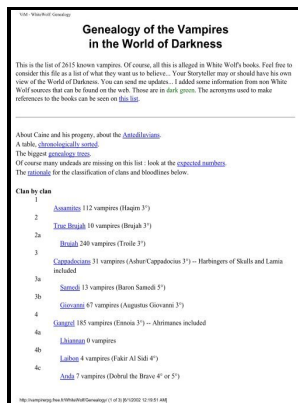 VtM - WhiteWolf Genealogy
Genealogy of the Vampires
in the World of Darkness
This is the list of 2615 known vampires. Of course, all this is alleged in White Wolf's books. Feel free to
consider this file as a list of what they want us to believe... Your Storyteller may or should have his own
view of the World of Darkness. You can send me updates... I added some information from non White
Wolf sources that can be found on the web. Those are in dark green. The acronyms used to make
references to the books can be seen on this list.
About Caine and his progeny, about the Antediluvians.
A table, chronologically sorted.
The biggest genealogy trees.
Of course many undeads are missing on this list : look at the expected numbers.
The rationale for the classification of clans and bloodlines below.
Clan by clan
1
Assamites 112 vampires (Haqim 3°)
2
True Brujah 10 vampires (Brujah 3°)
2a
Brujah 240 vampires (Troile 3°)
3
Cappadocians 31 vampires (Ashur/Cappadocius 3°) -- Harbingers of Skulls and Lamia
included
3a
Samedi 13 vampires (Baron Samedi 5°)
3b
Giovanni 67 vampires (Augustus Giovanni 3°)
4
Gangrel 185 vampires (Ennoia 3°) -- Ahrimanes included
4a
Lhiannan 0 vampires
4b
Laibon 4 vampires (Fakir Al Sidi 4°)
4c
Anda 7 vampires (Dobrul the Brave 4° or 5°)
http://vampirerpg.free.fr/WhiteWolf/Genealogy/ (1 of 3) [6/1/2002 12:19:51 AM]